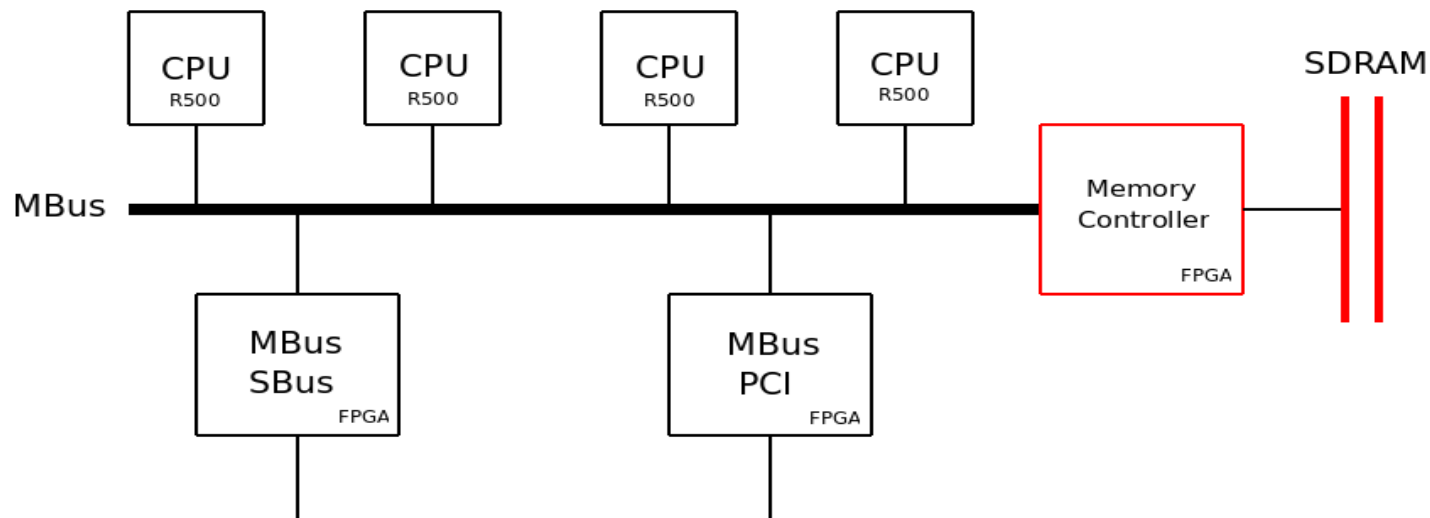 CPU
R500
CPU
R500
CPU
R500
CPU
R500
SDRAM
MBus
Memory
Controller
FPGA
MBus
SBus
FPGA
MBus
PCI
FPGA